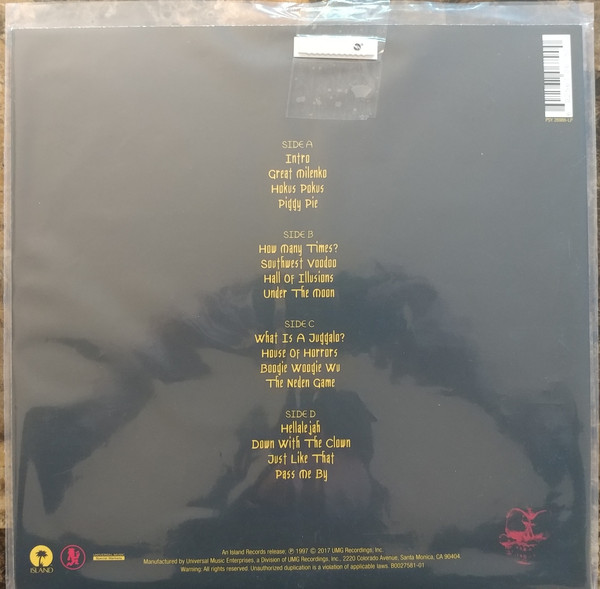 SIDE A
Intro
Great Milenko
Hokus Pokus
Piggy Pie
SIDE B
How Many Times?
Southwest Voodoo
Hall Of Illusions
Under The Moon
SIDE C
What Is A Juggalo?
House Of Horrors
Boogie Woogie Wu
The Neden Game
SIDE D
Hellalejah
Down With The Clown
Just Like That
Pass Me By
ISLAND
An Island Records release; ℗ 1997 © 2017 UMG Recordings, Inc.
Manufactured by Universal Music Enterprises, a Division of UMG Recordings, Inc., 2220 Colorado Avenue, Santa Monica, CA 90404.
Warning: All rights reserved. Unauthorized duplication is a violation of applicable laws. B0027581-01